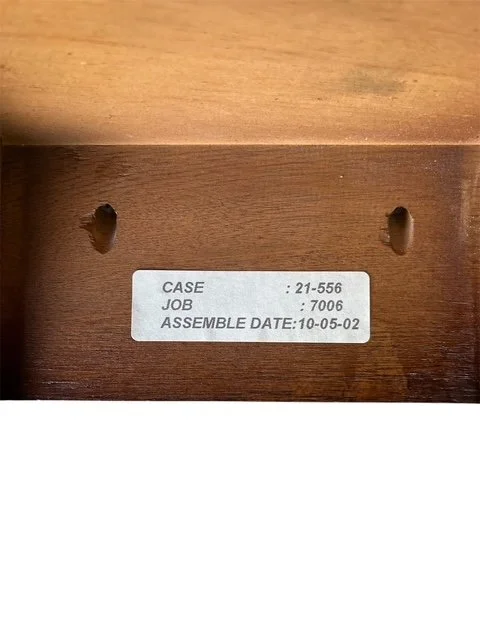 CASE : 21-556
JOB : 7006
ASSEMBLE DATE:10-05-02